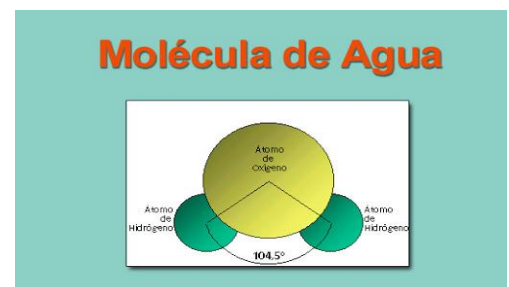 Molécula de Agua
Átomo
de
Oxígeno
Átomo
de
Hidrógeno
Átomo
de
Hidrógeno
104.5°